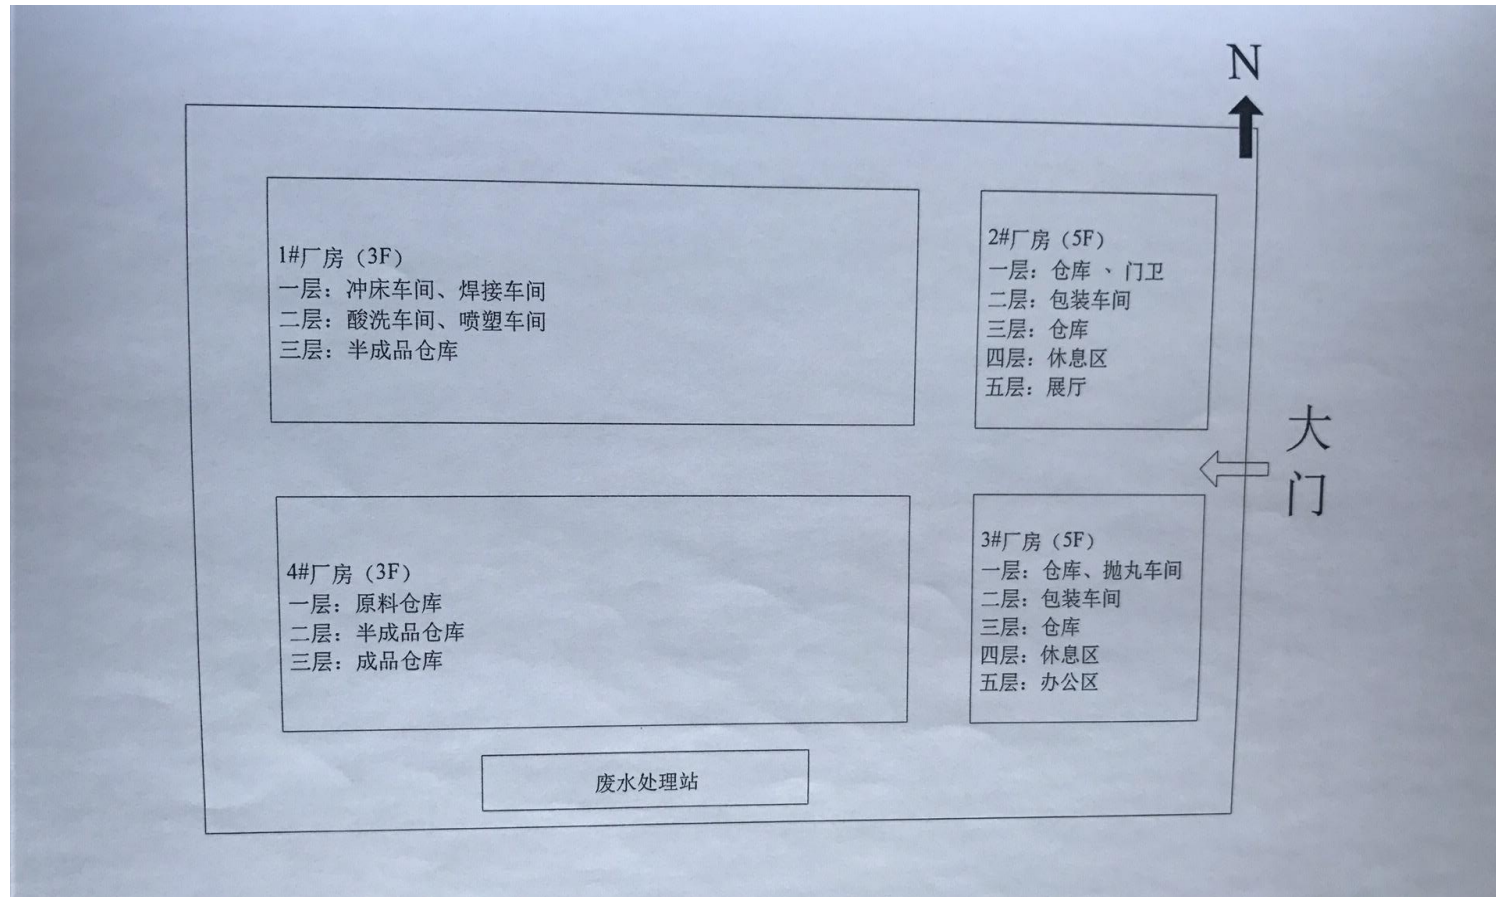 N
1#厂房（3F）
一层：冲床车间、焊接车间
二层：酸洗车间、喷塑车间
三层：半成品仓库
2#厂房（5F）
一层：仓库、门卫
二层：包装车间
三层：仓库
四层：休息区
五层：展厅
大
门
4#厂房（3F）
一层：原料仓库
二层：半成品仓库
三层：成品仓库
3#厂房（5F）
一层：仓库、抛丸车间
二层：包装车间
三层：仓库
四层：休息区
五层：办公区
废水处理站